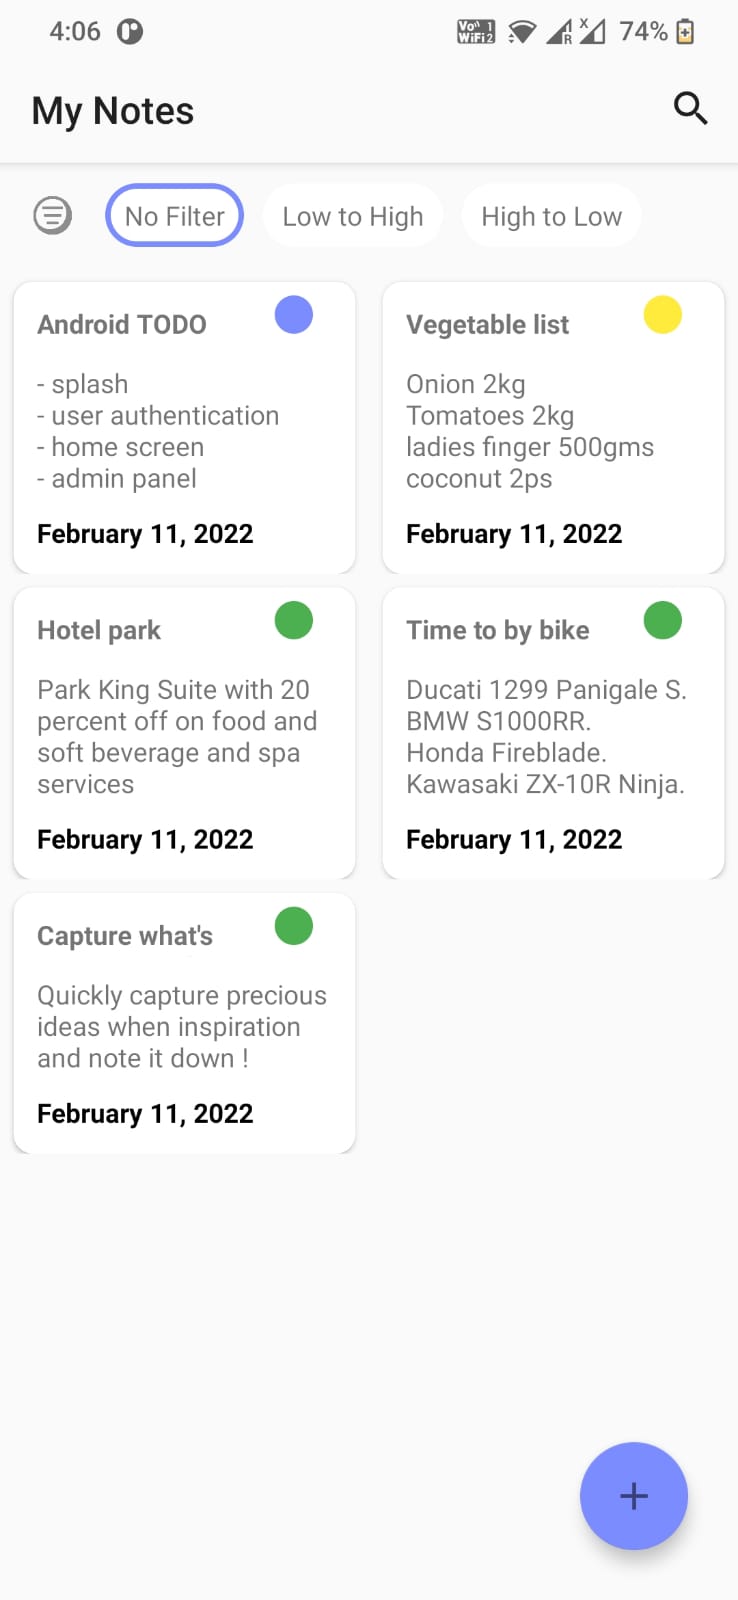 4:06
Vo 1
WiFi 2
R
X
74%
My Notes
No Filter
Low to High
High to Low
Android TODO
- splash
- user authentication
- home screen
- admin panel
February 11, 2022
Vegetable list
Onion 2kg
Tomatoes 2kg
ladies finger 500gms
coconut 2ps
February 11, 2022
Hotel park
Park King Suite with 20
percent off on food and
soft beverage and spa
services
February 11, 2022
Time to by bike
Ducati 1299 Panigale S.
BMW S1000RR.
Honda Fireblade.
Kawasaki ZX-10R Ninja.
February 11, 2022
Capture what's
Quickly capture precious
ideas when inspiration
and note it down !
February 11, 2022